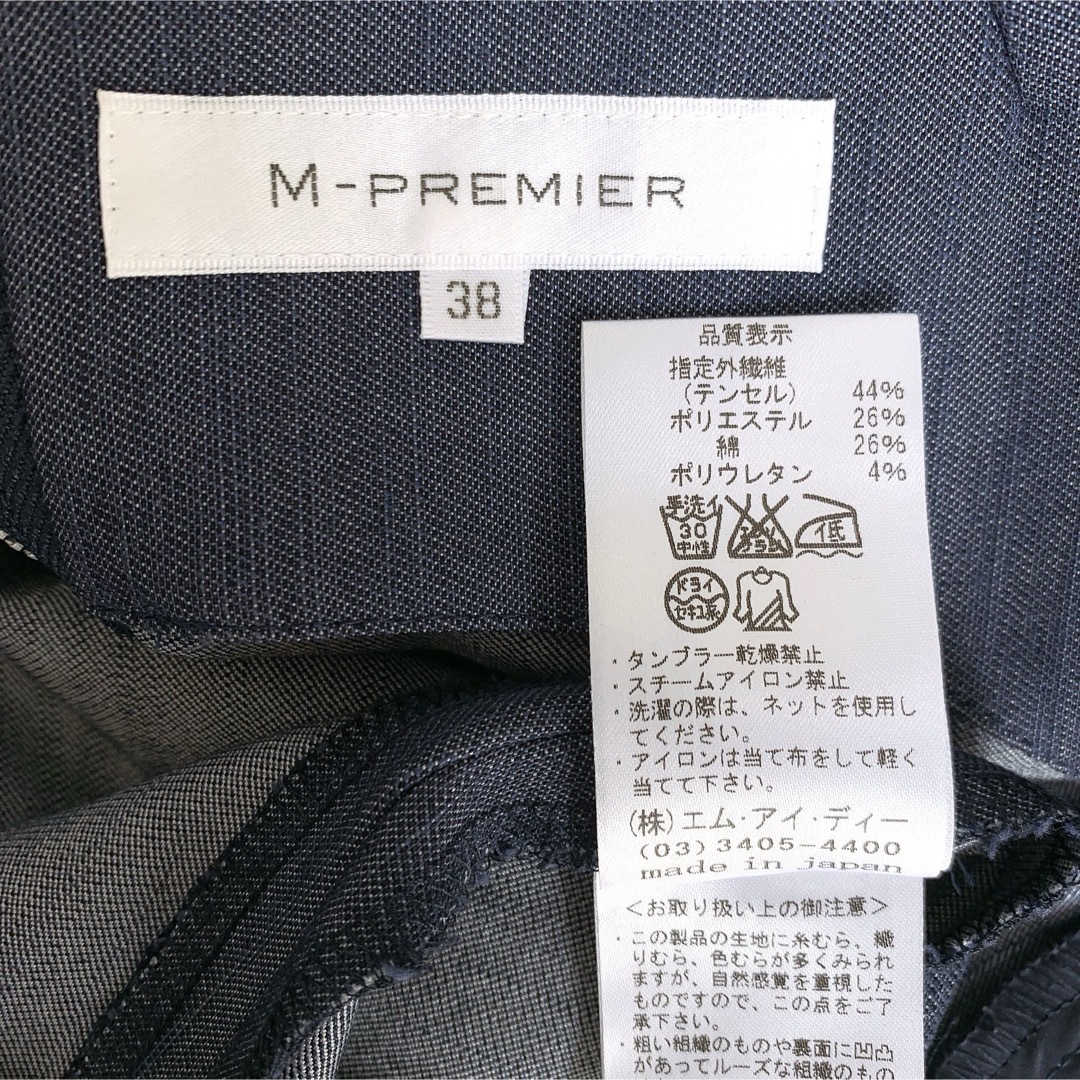 M-PREMIER
38
品質表示
指定外繊維
(テンセル) 44%
ポリエステル 26%
綿 26%
ポリウレタン 4%
手洗イ
30
中性
エンソ
サラシ
低
ドライ
セキユ系
・タンブラー乾燥禁止
・スチームアイロン禁止
・洗濯の際は、ネットを使用し
てください。
・アイロンは当て布をして軽く
当てて下さい。
(株)エム・アイ・ディー
(03)3405-4400
made in japan
<お取り扱い上の御注意>
・この製品の生地に糸むら、織
りむら、色むらが多くみられ
ますが、自然感覚を重視した
ものですので、この点をご了
承下さい。
・粗い組織のものや裏面に凹凸
があってルーズな組織のもの